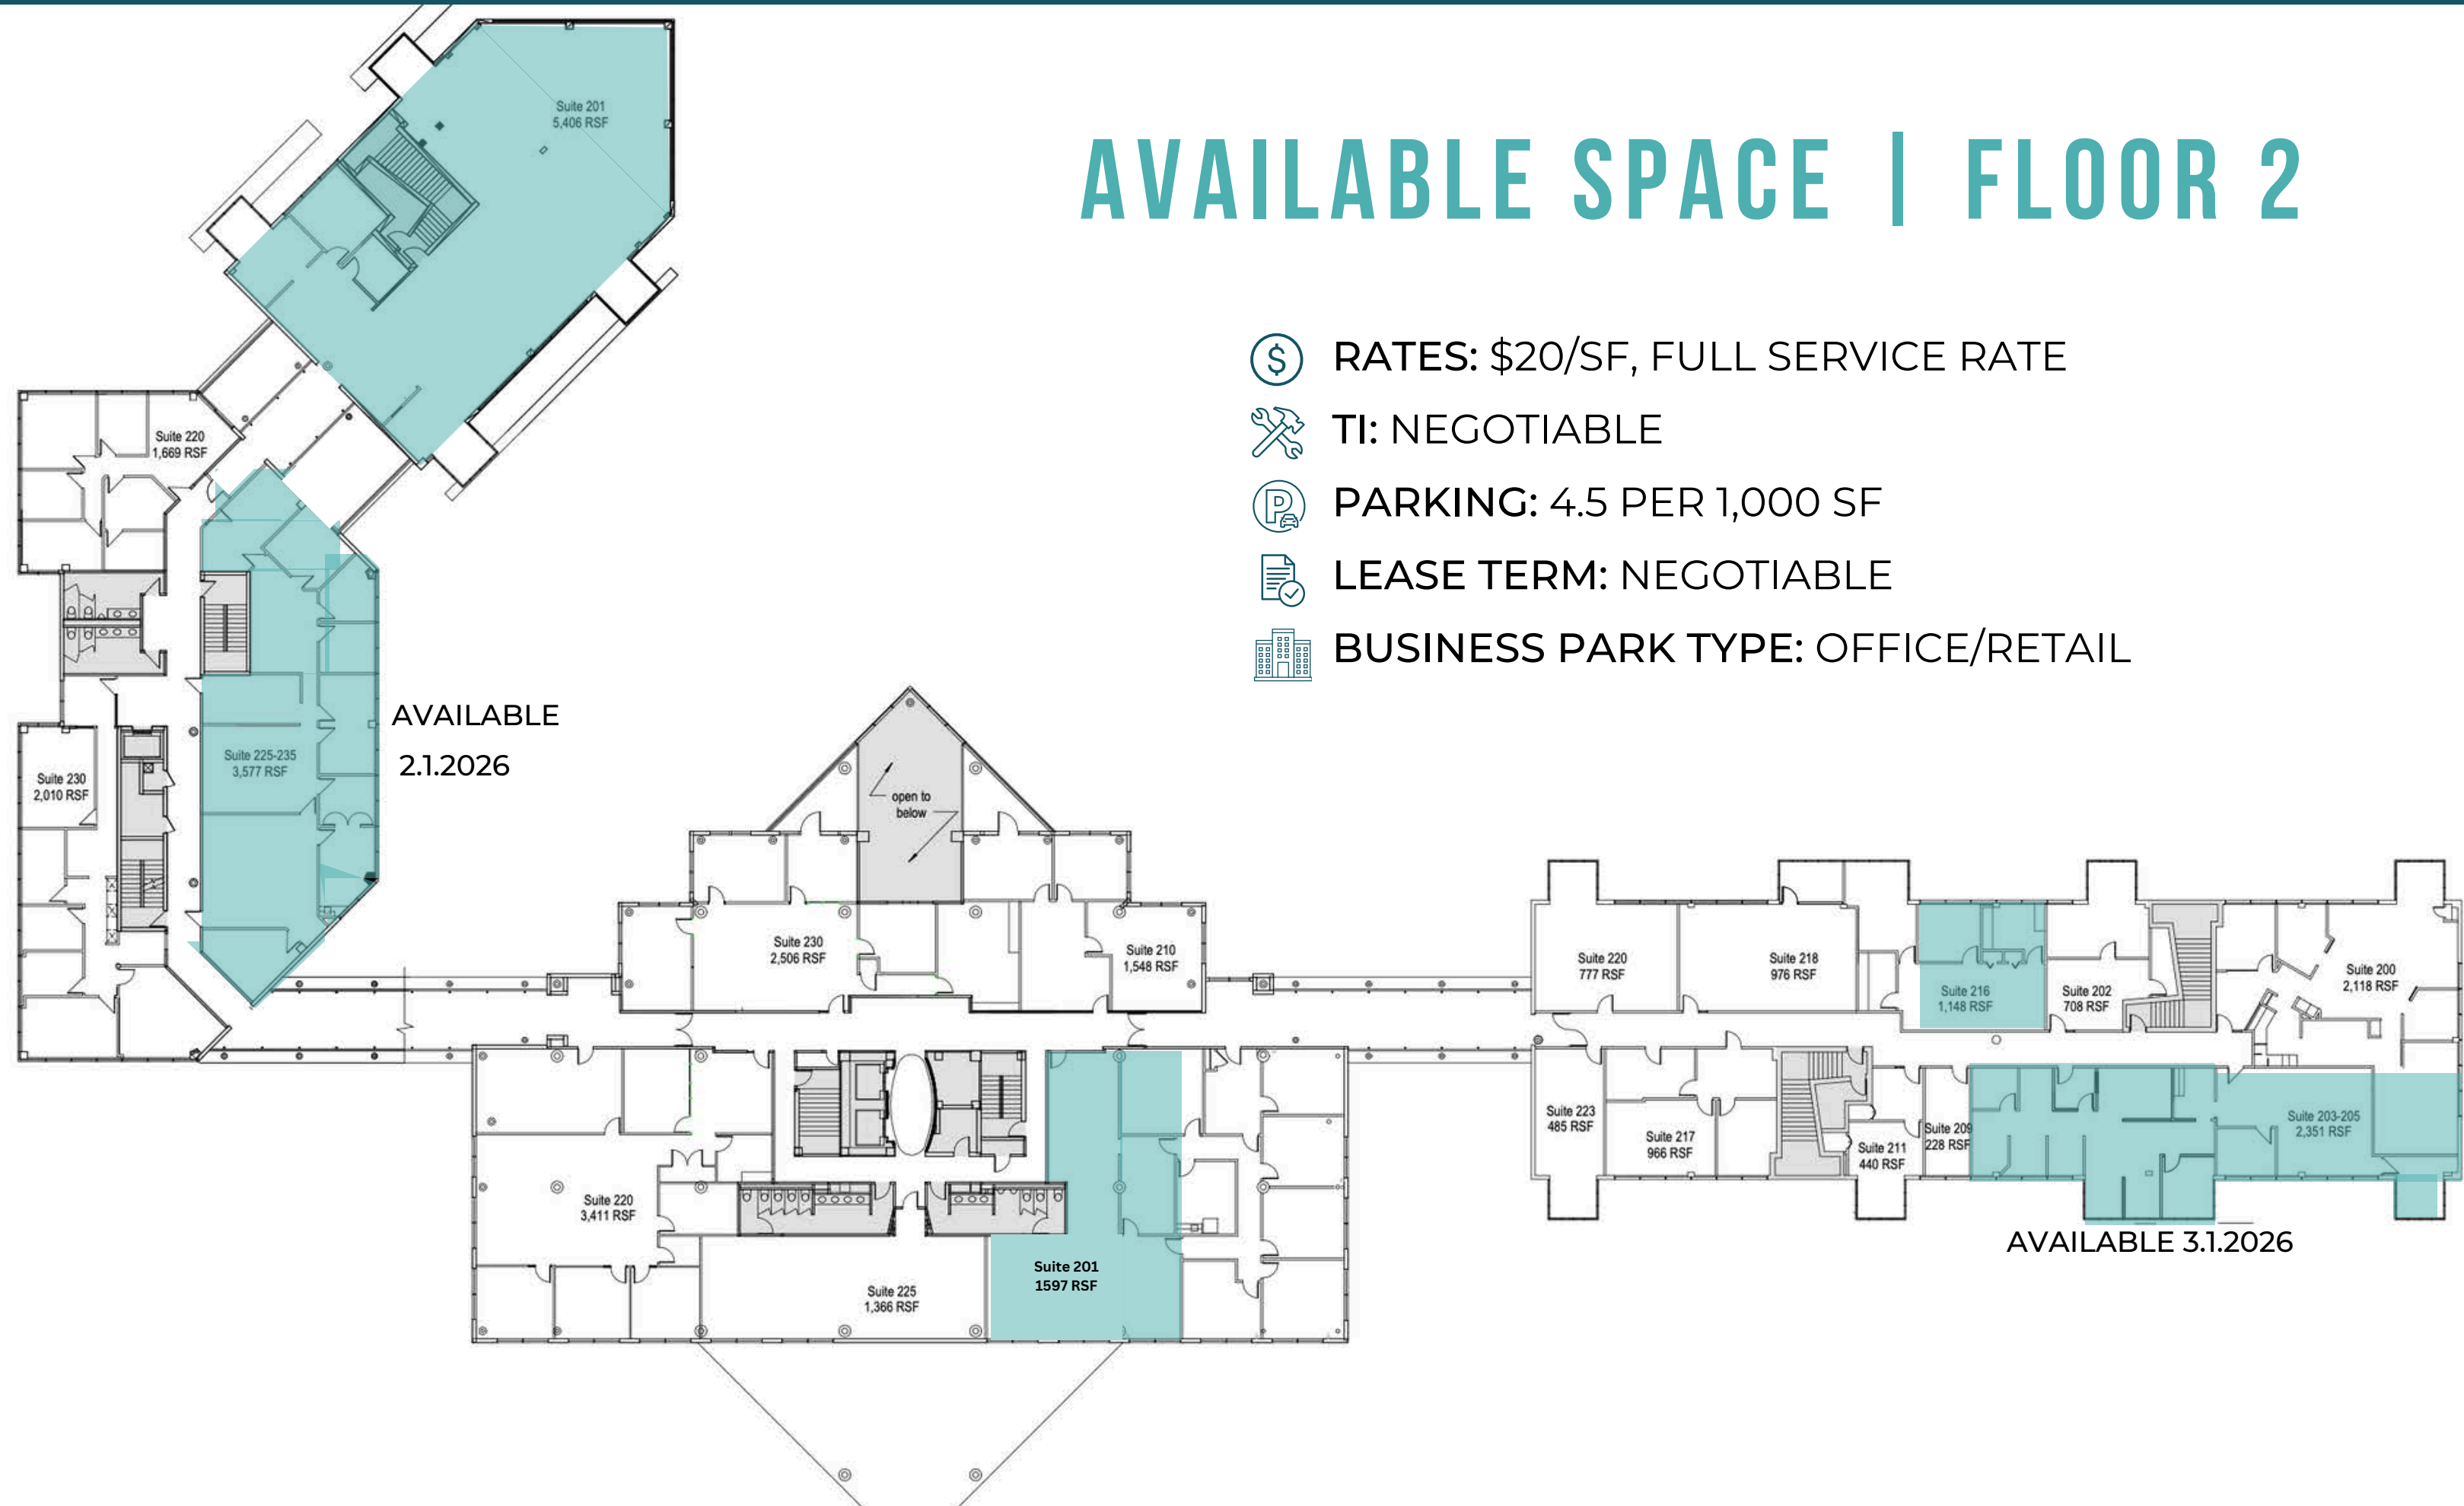 AVAILABLE SPACE | FLOOR 2
RATES: $20/SF, FULL SERVICE RATE
TI: NEGOTIABLE
PARKING: 4.5 PER 1,000 SF
LEASE TERM: NEGOTIABLE
BUSINESS PARK TYPE: OFFICE/RETAIL
Suite 201
5,406 RSF
Suite 220
1,669 RSF
AVAILABLE
2.1.2026
Suite 225-235
3,577 RSF
Suite 230
2,010 RSF
open to
below
Suite 230
2,506 RSF
Suite 210
1,548 RSF
Suite 220
777 RSF
Suite 218
976 RSF
Suite 216
1,148 RSF
Suite 202
708 RSF
Suite 200
2,118 RSF
Suite 223
485 RSF
Suite 217
966 RSF
Suite 211
440 RSF
Suite 209
228 RSF
Suite 203-205
2,351 RSF
AVAILABLE 3.1.2026
Suite 220
3,411 RSF
Suite 225
1,366 RSF
Suite 201
1597 RSF